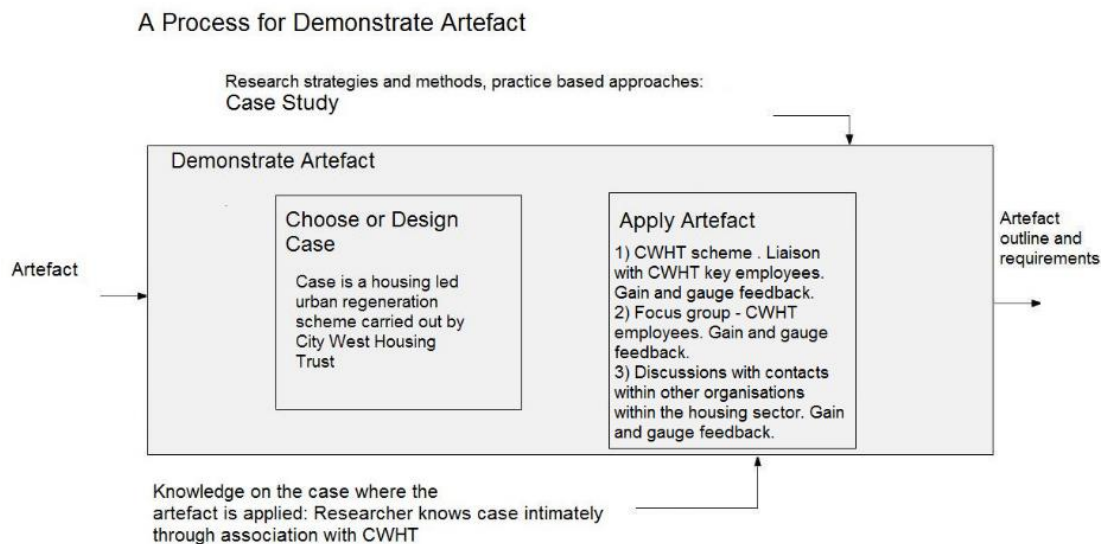 A Process for Demonstrate Artefact
Research strategies and methods, practice based approaches:
Case Study
Demonstrate Artefact
Artefact
Choose or Design
Case
Case is a housing led
urban regeneration
scheme carried out by
City West Housing
Trust
Apply Artefact
1) CWHT scheme . Liaison
with CWHT key employees.
Gain and gauge feedback.
2) Focus group - CWHT
employees. Gain and gauge
feedback.
3) Discussions with contacts
within other organisations
within the housing sector. Gain
and gauge feedback.
Artefact
outline and
requirements
Knowledge on the case where the
artefact is applied: Researcher knows case intimately
through association with CWHT